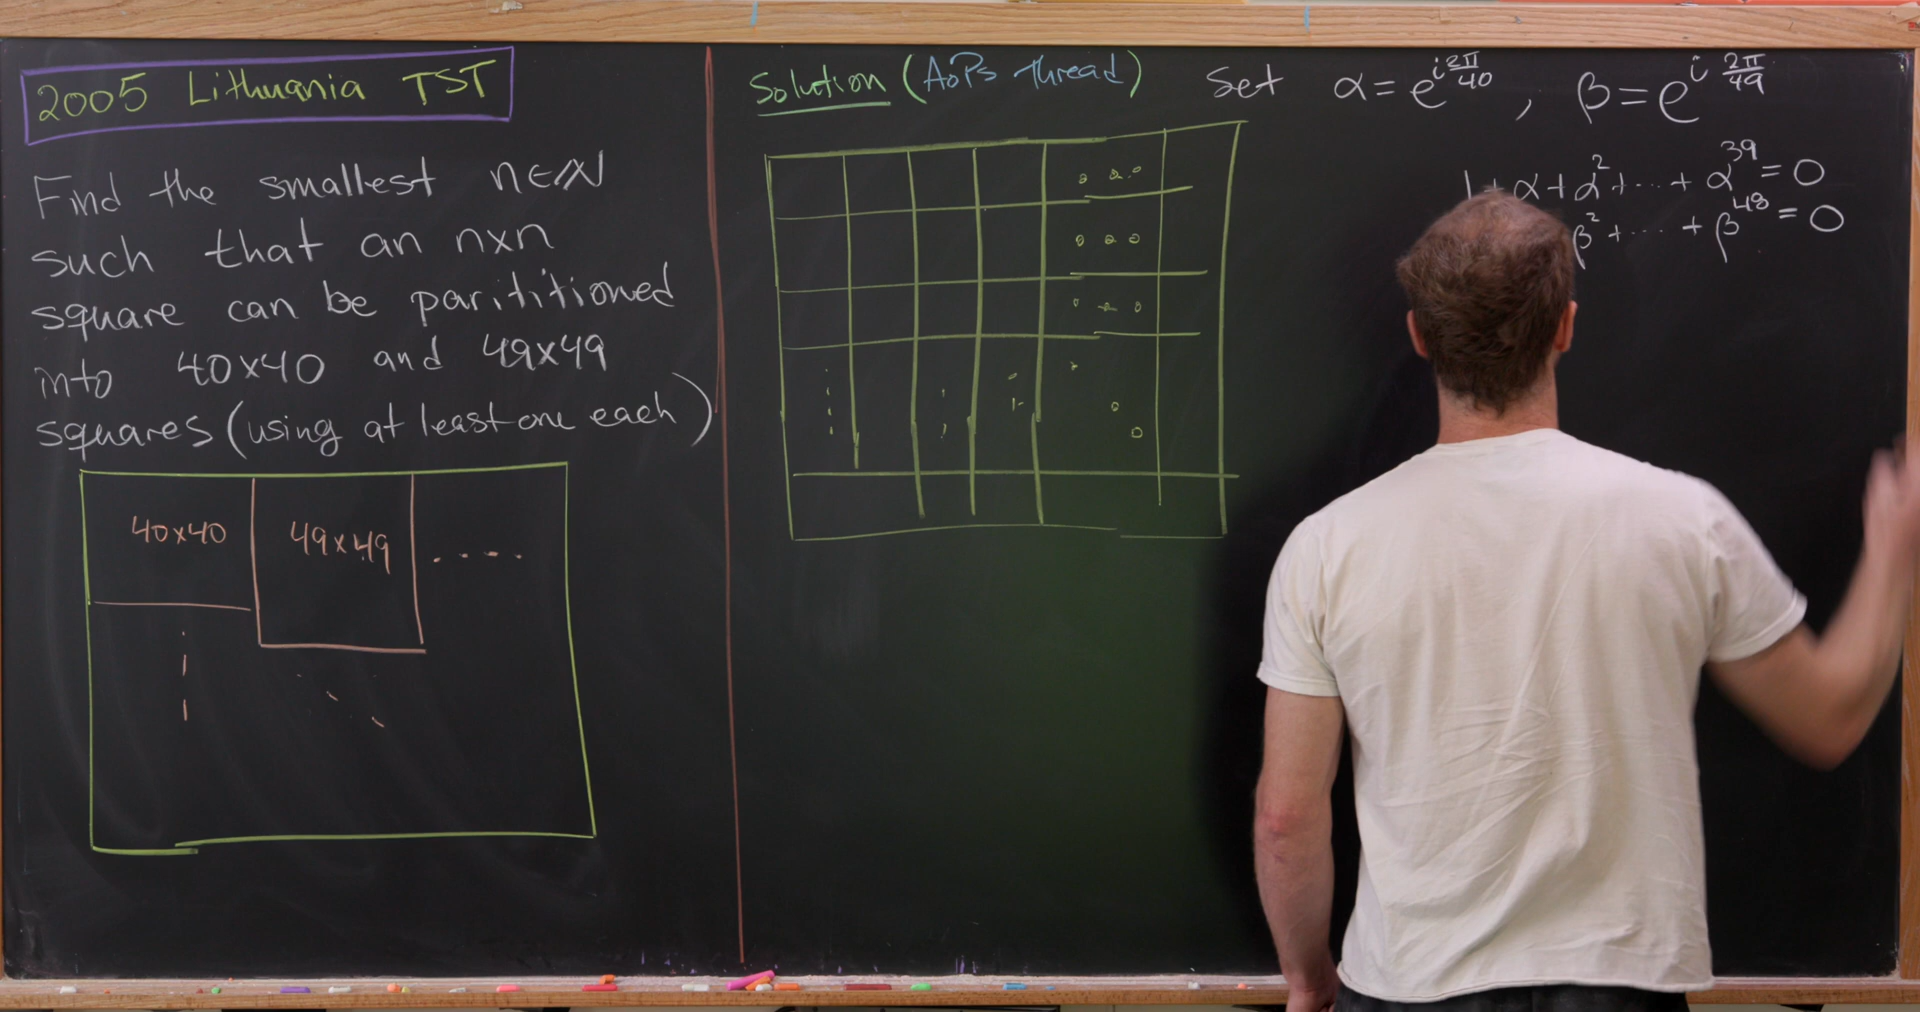 2005 Lithuania TST
Find the smallest n∈ℕ
such that an n×n
square can be parititioned
into 40×40 and 49×49
squares (using at least one each)
40×40
49×49
....
Solution (AoPs thread)
Set α = e^{i 2π/40} , β = e^{i 2π/49}
1 + α + α² + ... + α^{39} = 0
β² + ... + β^{48} = 0